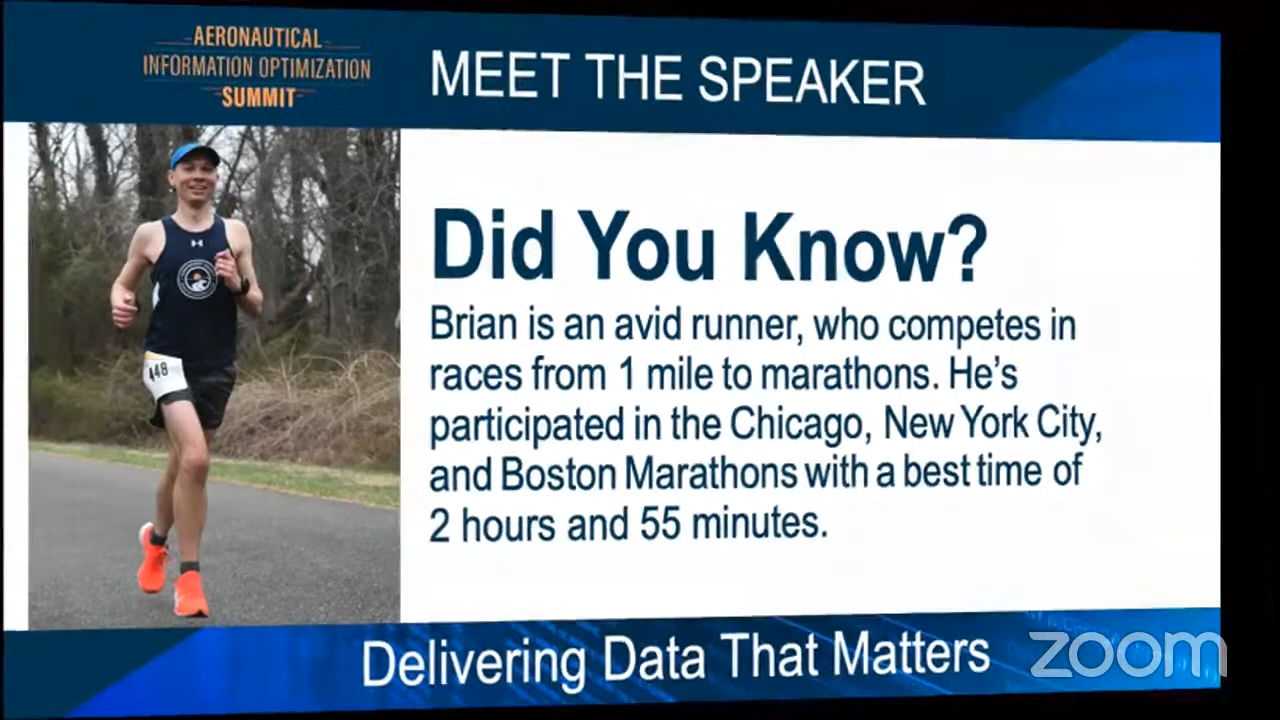 AERONAUTICAL
INFORMATION OPTIMIZATION
SUMMIT
MEET THE SPEAKER
448
Did You Know?
Brian is an avid runner, who competes in
races from 1 mile to marathons. He's
participated in the Chicago, New York City,
and Boston Marathons with a best time of
2 hours and 55 minutes.
Delivering Data That Matters
zoom